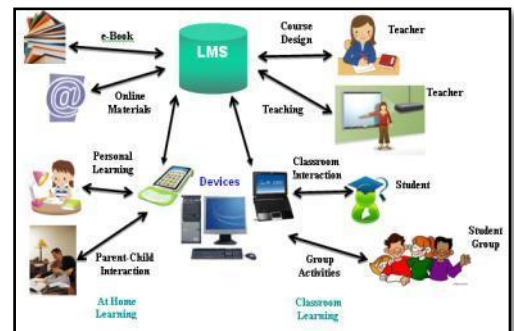 e-Book
LMS
Course
Design
Teacher
Online
Materials
Teaching
Teacher
Personal
Learning
Devices
Classroom
Interaction
Student
Parent-Child
Interaction
Group
Activities
Student
Group
At Home
Learning
Classroom
Learning